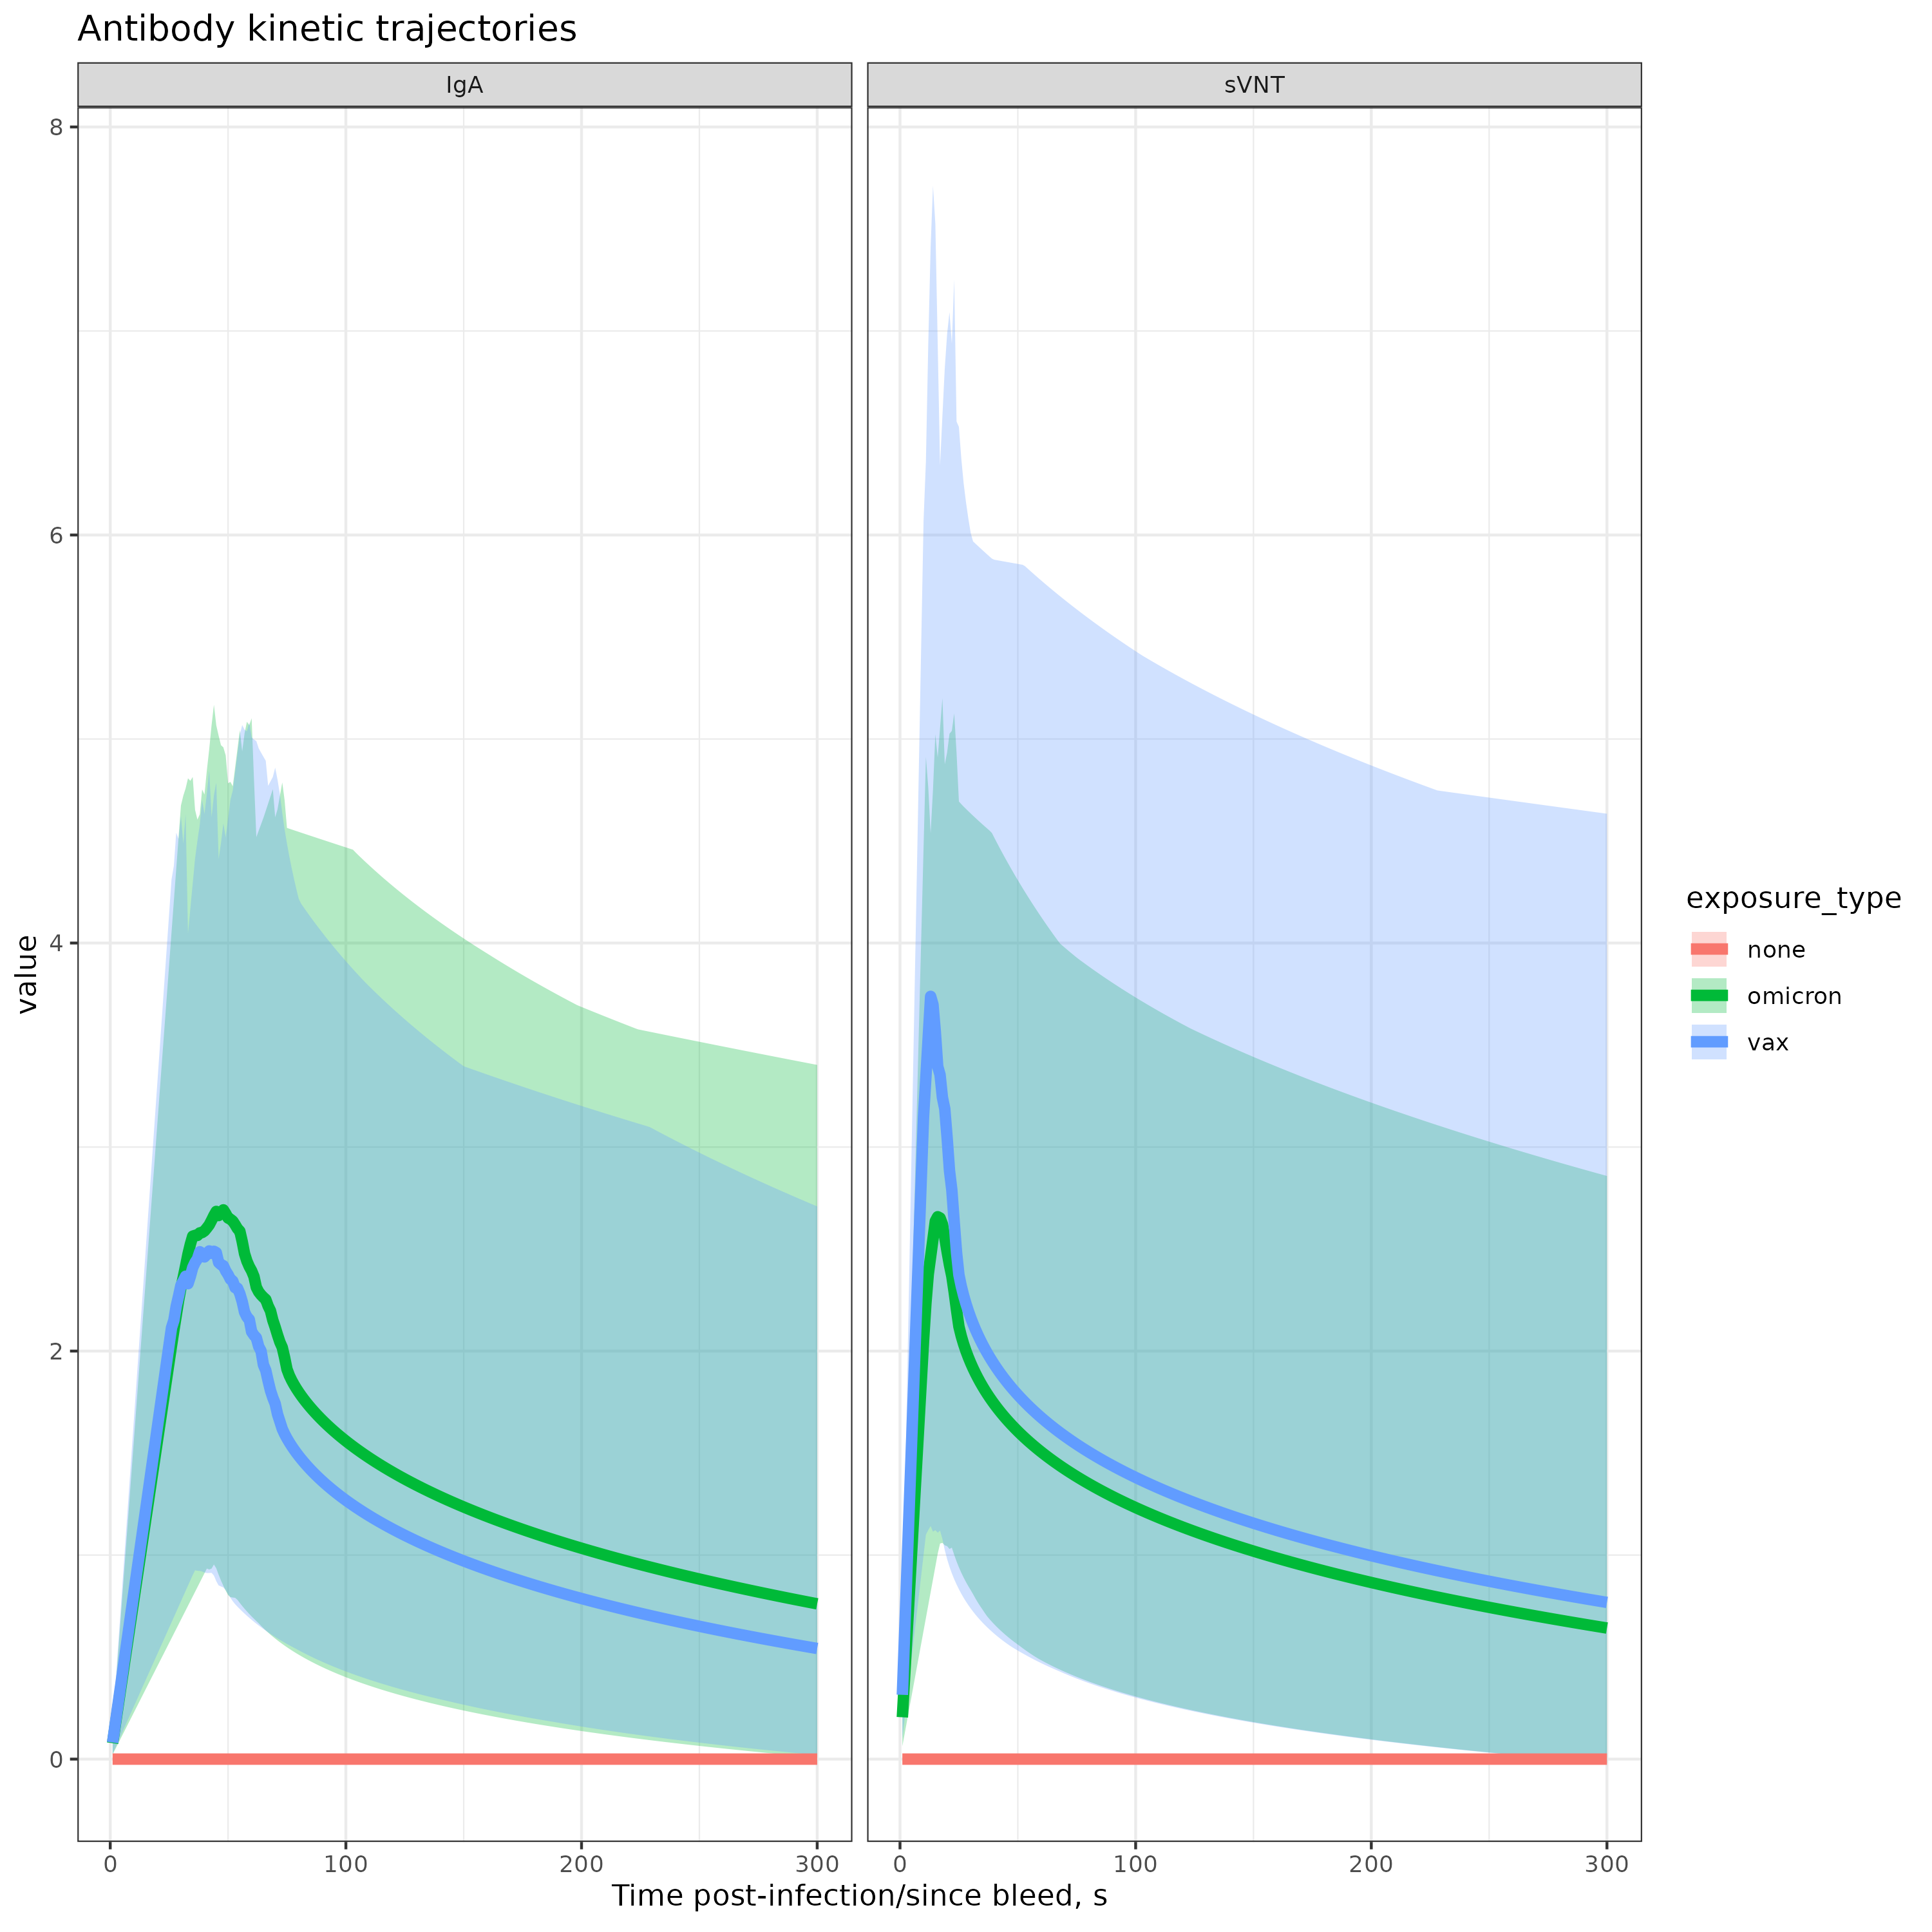 Antibody kinetic trajectories
IgA
sVNT
8
6
4
2
0
value
0 100 200 300
0 100 200 300
Time post-infection/since bleed, s
exposure_type
none
omicron
vax